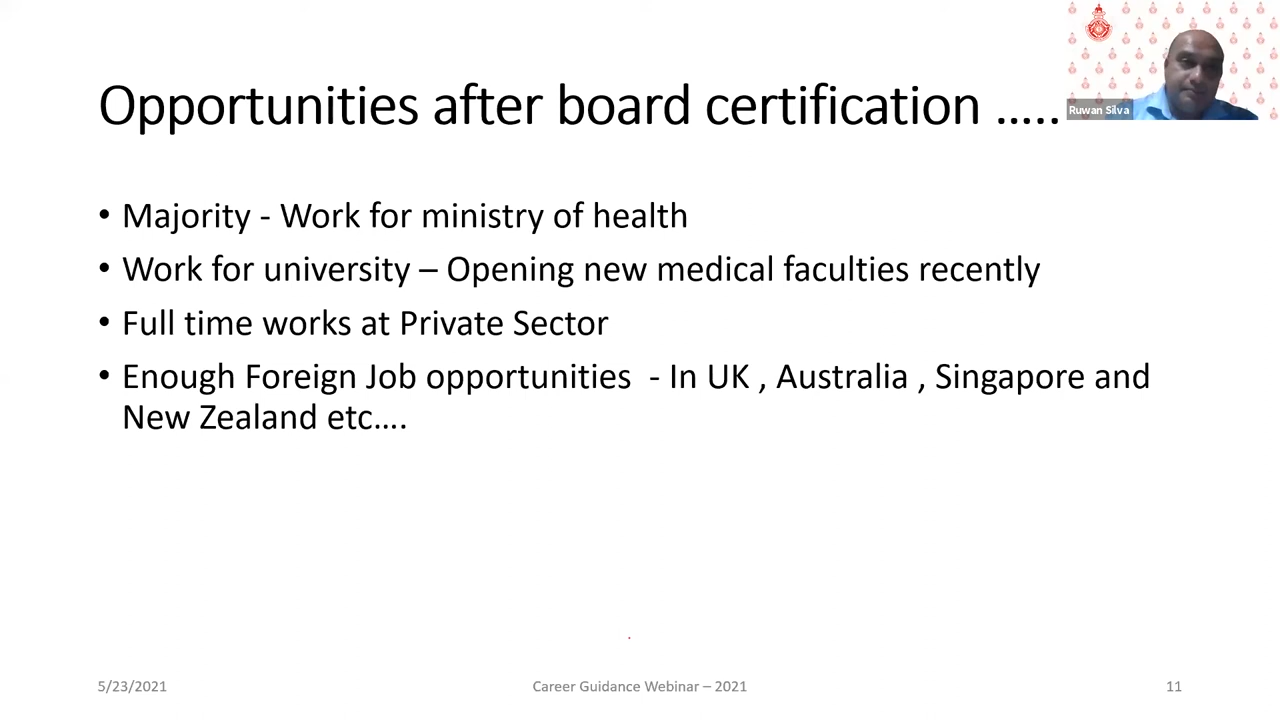 Opportunities after board certification …..
Ruwan Silva
• Majority - Work for ministry of health
• Work for university – Opening new medical faculties recently
• Full time works at Private Sector
• Enough Foreign Job opportunities  - In UK , Australia , Singapore and
New Zealand etc….
5/23/2021
Career Guidance Webinar – 2021
11